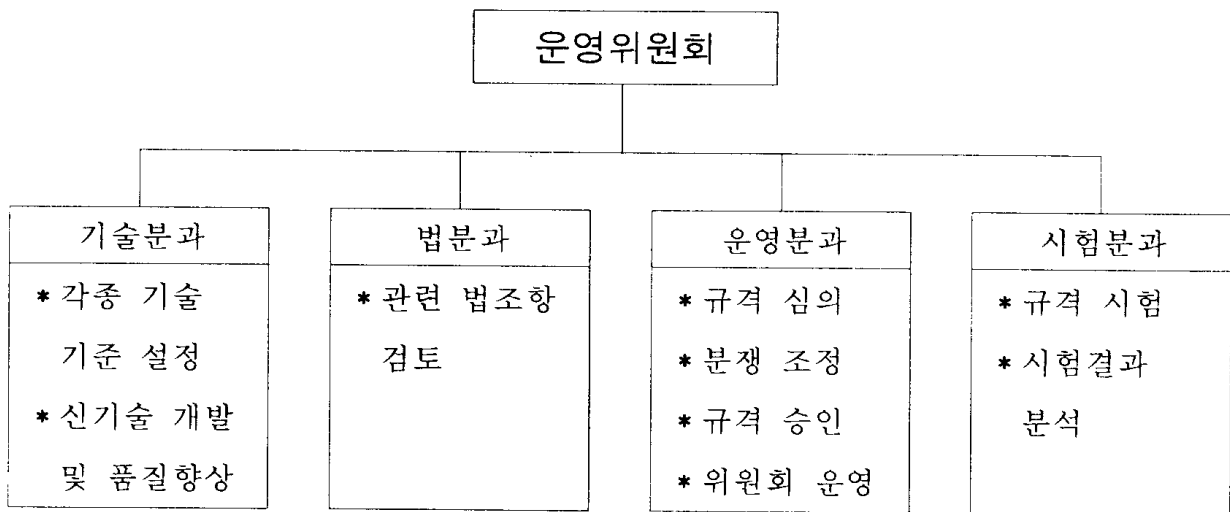 운영위원회
기술분과
* 각종 기술
기준 설정
* 신기술 개발
및 품질향상
법분과
* 관련 법조항
검토
운영분과
* 규격 심의
* 분쟁 조정
* 규격 승인
* 위원회 운영
시험분과
* 규격 시험
* 시험결과
분석